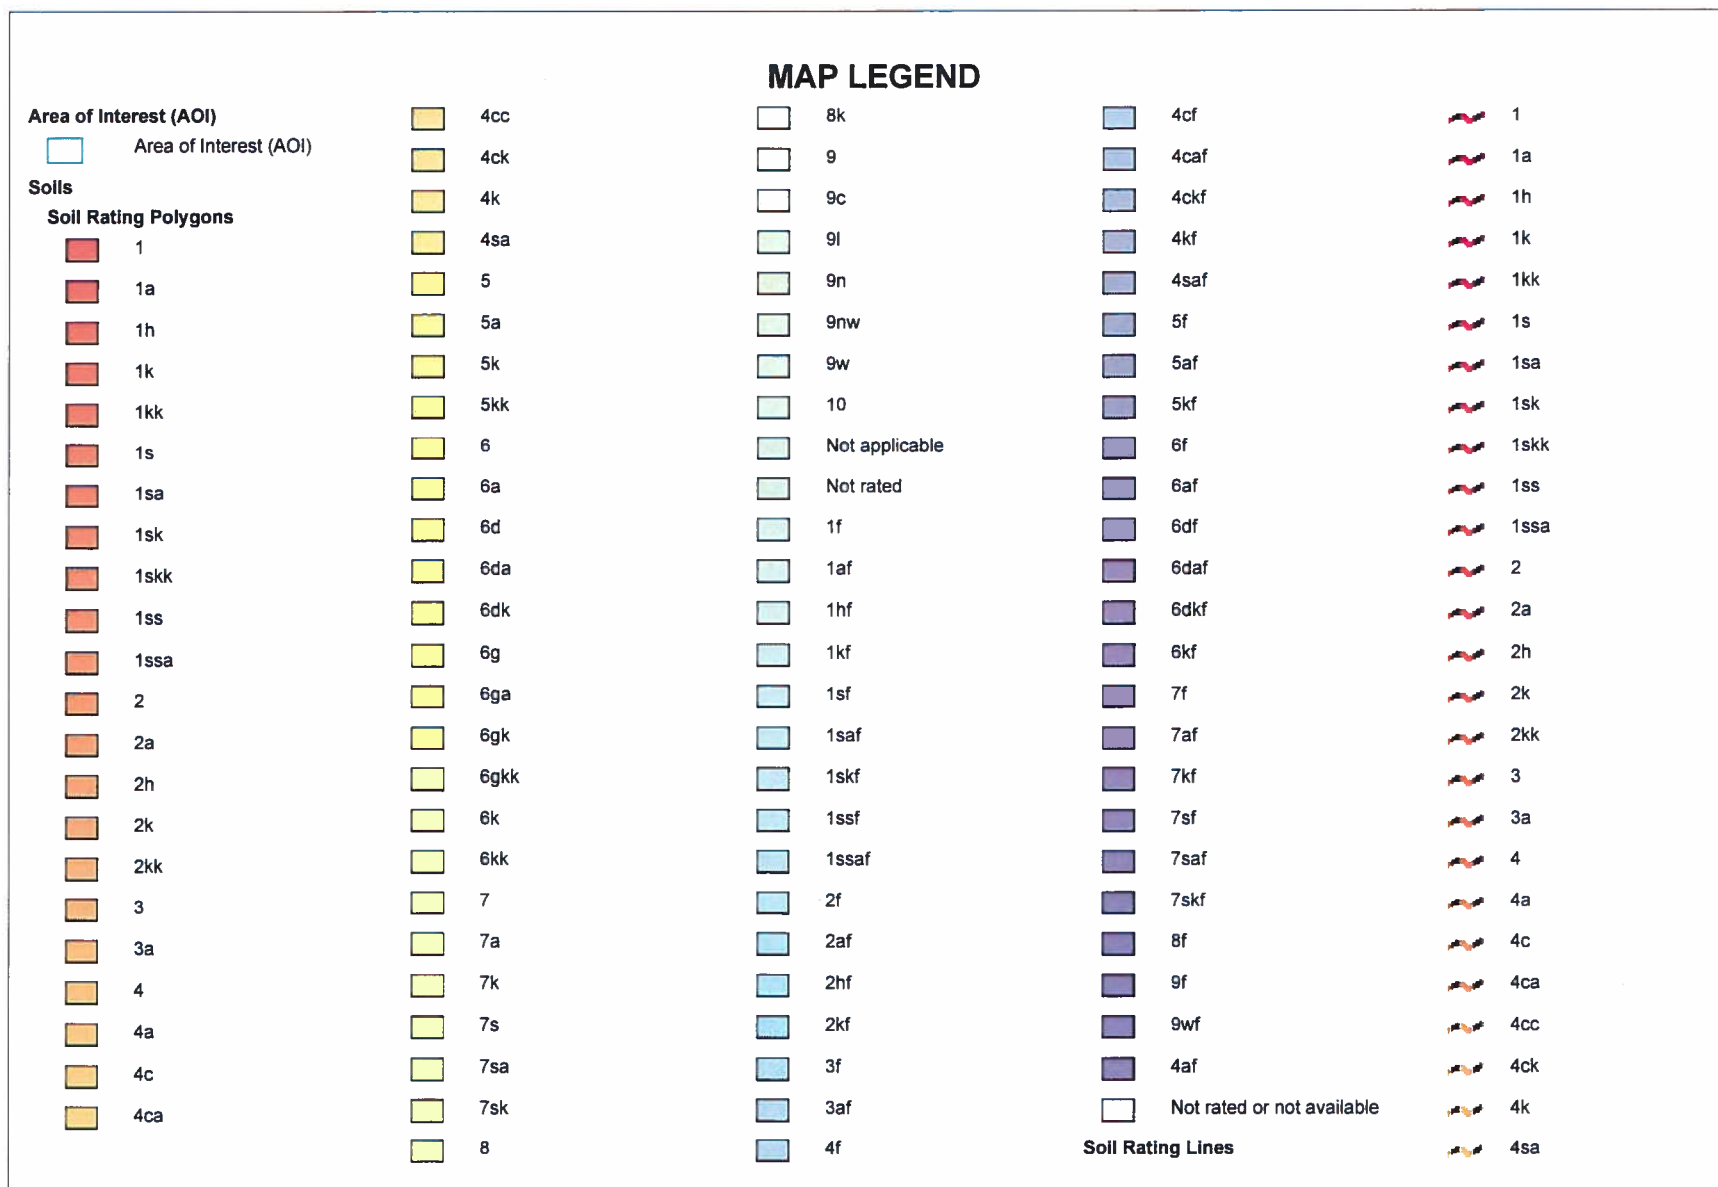 MAP LEGEND
Area of Interest (AOI)
Area of Interest (AOI)
Soils
Soil Rating Polygons
1
1a
1h
1k
1kk
1s
1sa
1sk
1skk
1ss
1ssa
2
2a
2h
2k
2kk
3
3a
4
4a
4c
4ca
4cc
4ck
4k
4sa
5
5a
5k
5kk
6
6a
6d
6da
6dk
6g
6ga
6gk
6gkk
6k
6kk
7
7a
7k
7s
7sa
7sk
8
8k
9
9c
9l
9n
9nw
9w
10
Not applicable
Not rated
1f
1af
1hf
1kf
1sf
1saf
1skf
1ssf
1ssaf
2f
2af
2hf
2kf
3f
3af
4f
4cf
4caf
4ckf
4kf
4saf
5f
5af
5kf
6f
6af
6df
6daf
6dkf
6kf
7f
7af
7kf
7sf
7saf
7skf
8f
9f
9wf
4af
Not rated or not available
Soil Rating Lines
1
1a
1h
1k
1kk
1s
1sa
1sk
1skk
1ss
1ssa
2
2a
2h
2k
2kk
3
3a
4
4a
4c
4ca
4cc
4ck
4k
4sa